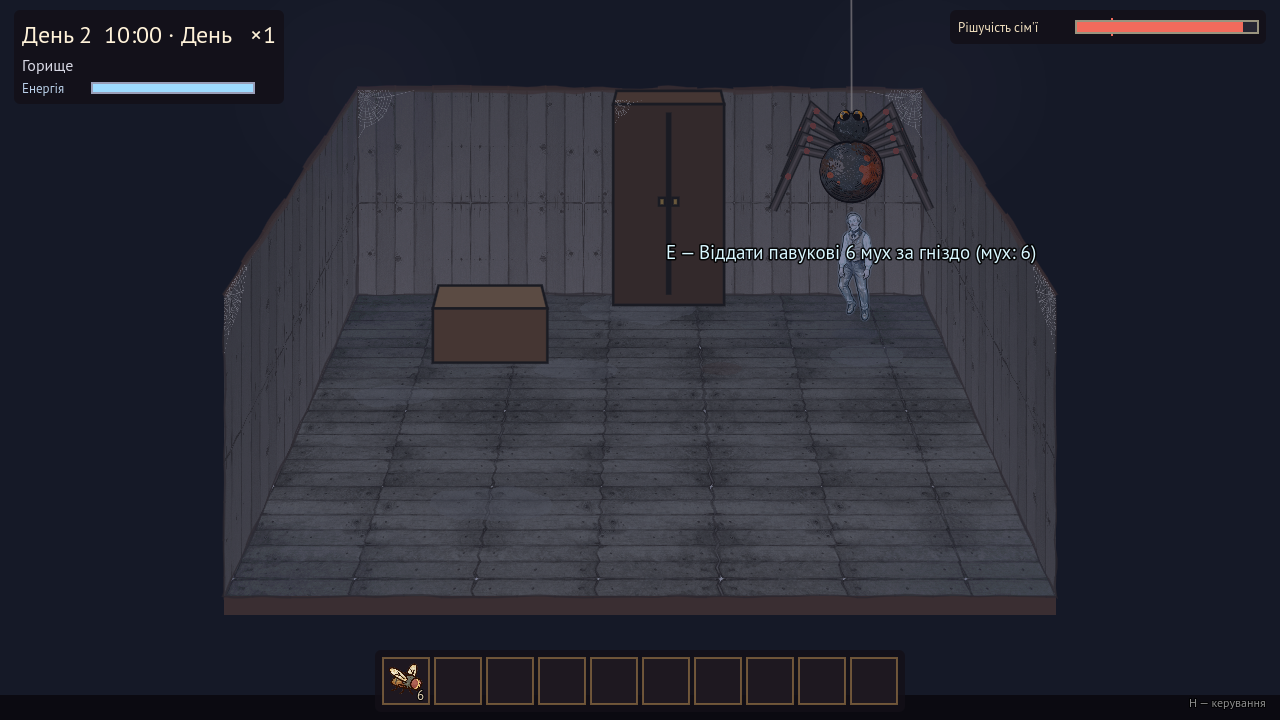 День 2 10:00 · День ×1
Горище
Енергія
Рішучість сім'ї
E — Віддати павукові 6 мух за гніздо (мух: 6)
6
H — керування